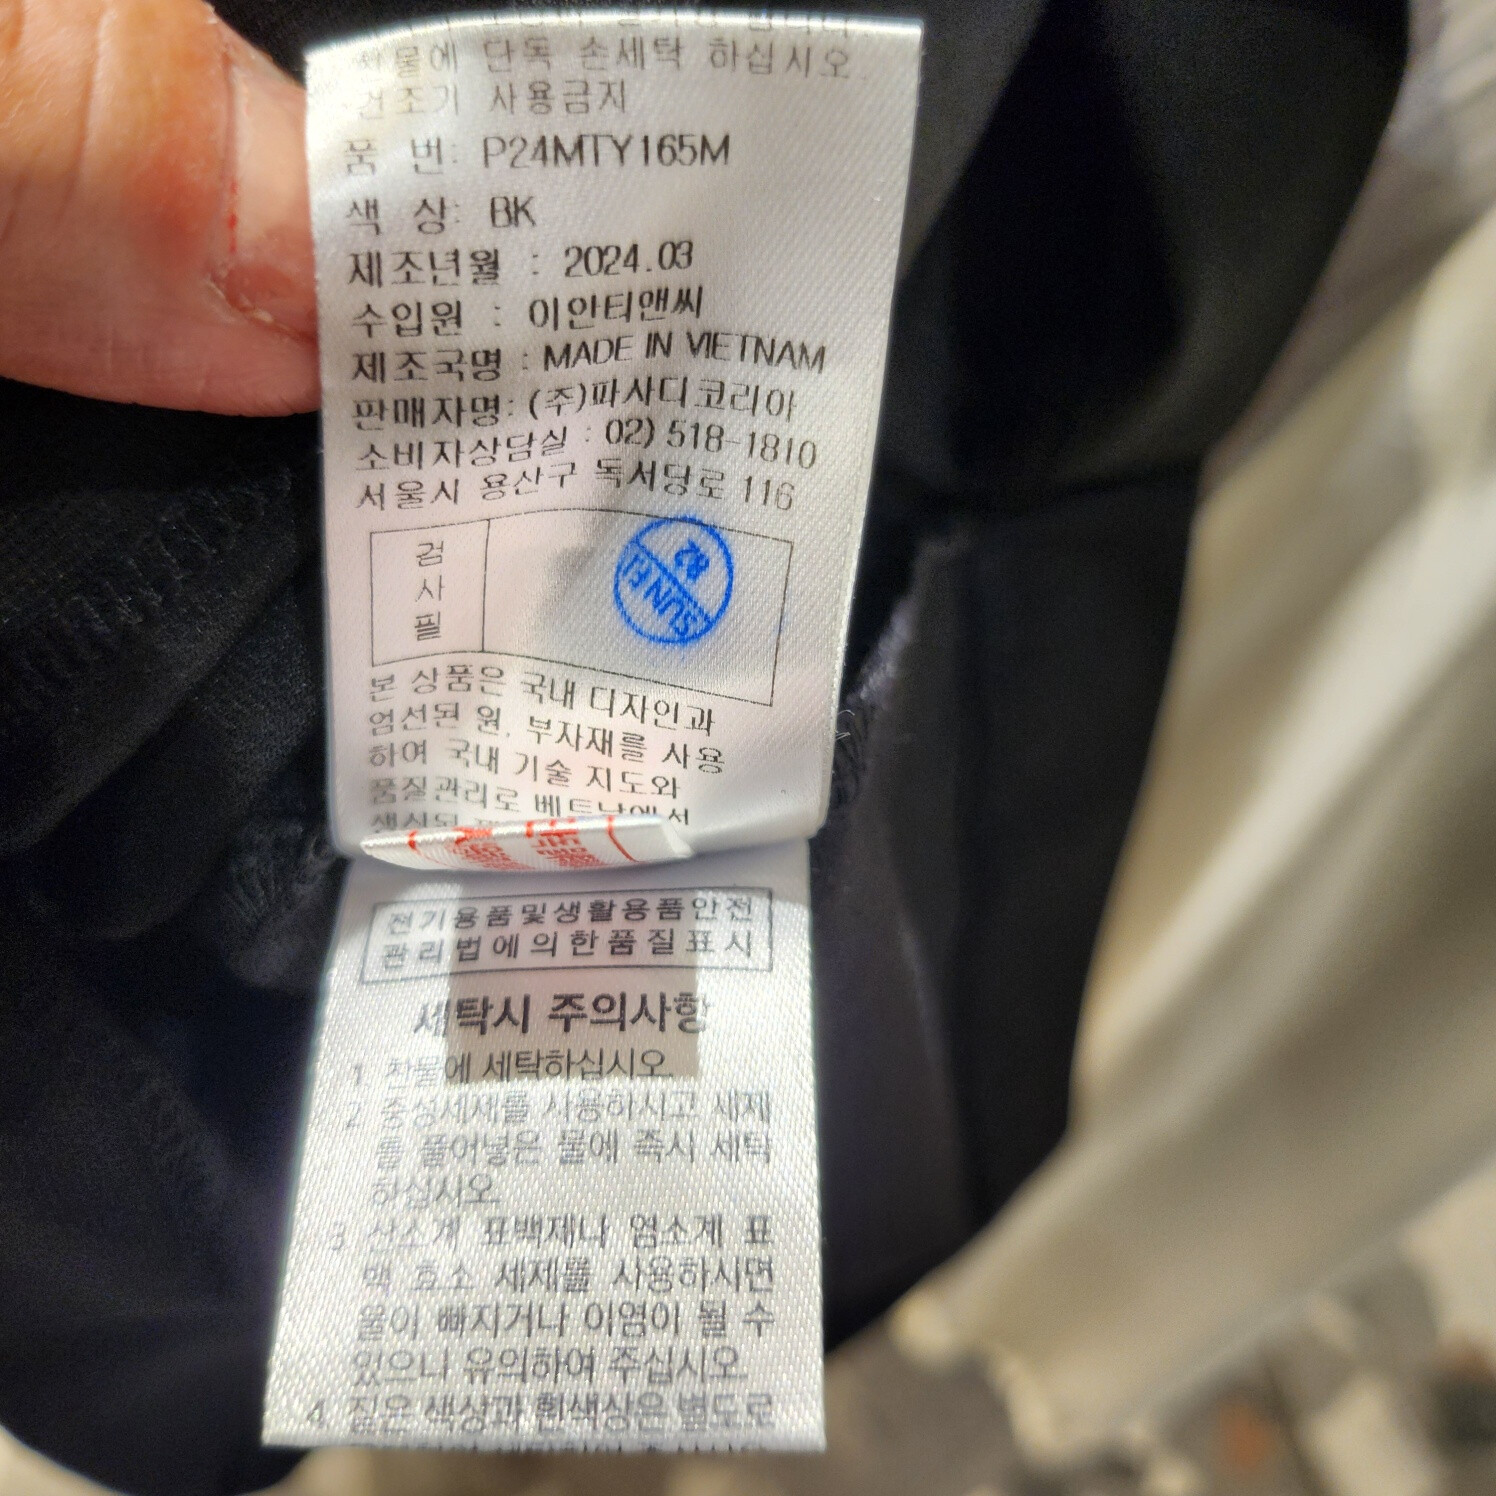 찬물에 단독 손세탁 하십시오.
건조기 사용금지
품 번: P24MTY165M
색 상: BK
제조년월 : 2024.03
수입원 : 이안티앤씨
제조국명 : MADE IN VIETNAM
판매자명: (주)파사디코리아
소비자상담실 : 02) 518-1810
서울시 용산구 독서당로 116
검
사
필
82
SUN FI
본 상품은 국내 디자인과
엄선된 원, 부자재를 사용
하여 국내 기술 지도와
품질관리로 베트남에서
생산된
전기용품및생활용품안전
관리법에의한품질표시
세탁시 주의사항
1. 찬물에 세탁하십시오.
2. 중성세제를 사용하시고 세제
를 풀어넣은 물에 즉시 세탁
하십시오.
3. 산소계 표백제나 염소계 표
백 효소 세제를 사용하시면
물이 빠지거나 이염이 될 수
있으니 유의하여 주십시오.
4. 짙은 색상과 흰색상은 별도로